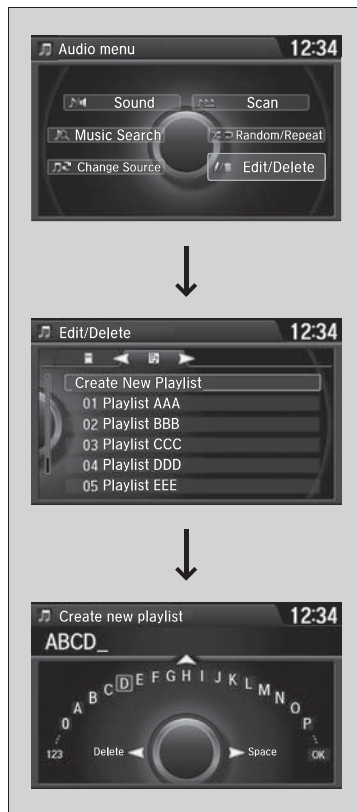 Audio menu 12:34
Sound Scan
Music Search Random/Repeat
Change Source Edit/Delete
Edit/Delete 12:34
Create New Playlist
01 Playlist AAA
02 Playlist BBB
03 Playlist CCC
04 Playlist DDD
05 Playlist EEE
Create new playlist 12:34
ABCD_
0 A B C D E F G H I J K L M N O P
123 Delete Space OK